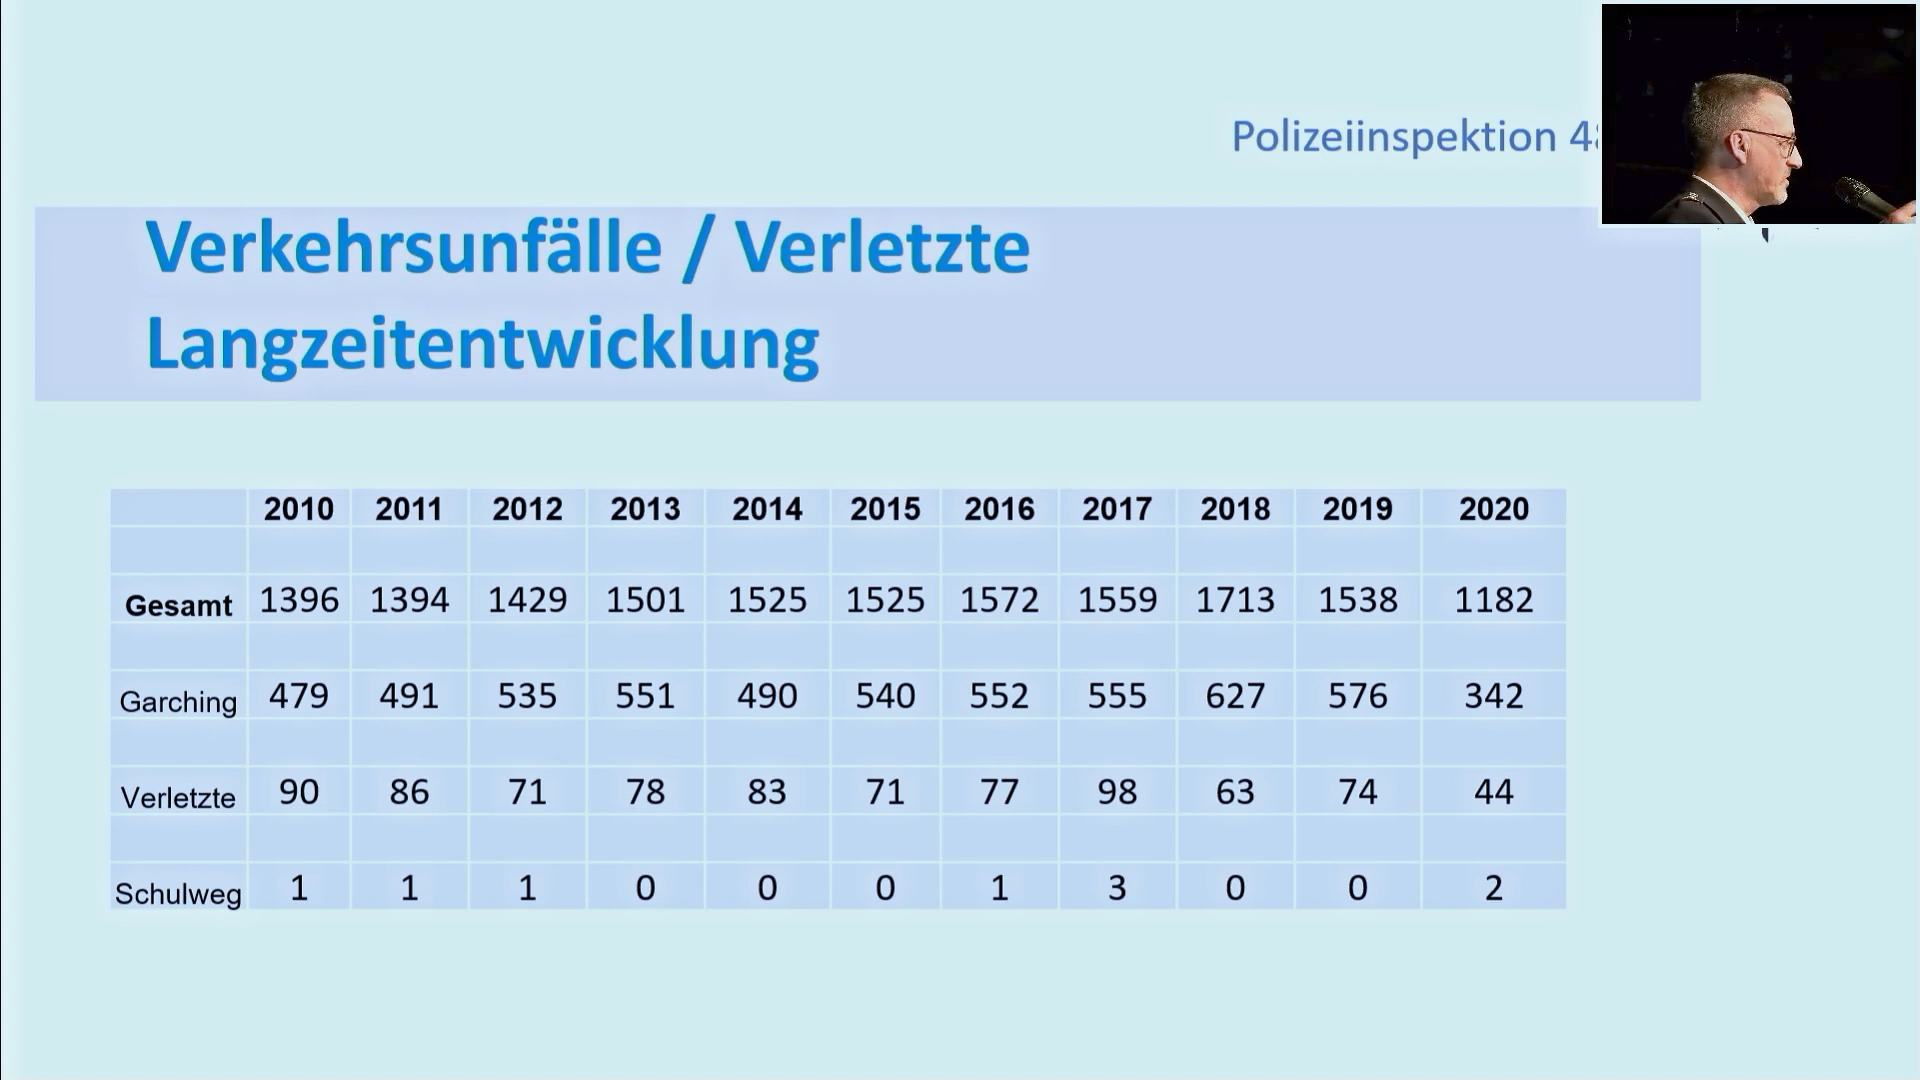 Polizeiinspektion
Verkehrsunfälle / Verletzte
Langzeitentwicklung
2010 2011 2012 2013 2014 2015 2016 2017 2018 2019 2020
Gesamt 1396 1394 1429 1501 1525 1525 1572 1559 1713 1538 1182
Garching 479 491 535 551 490 540 552 555 627 576 342
Verletzte 90 86 71 78 83 71 77 98 63 74 44
Schulweg 1 1 1 0 0 0 1 3 0 0 2